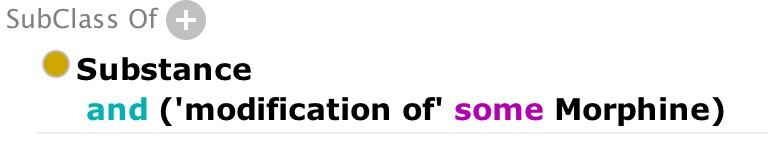 SubClass Of +
Substance
and ('modification of' some Morphine)